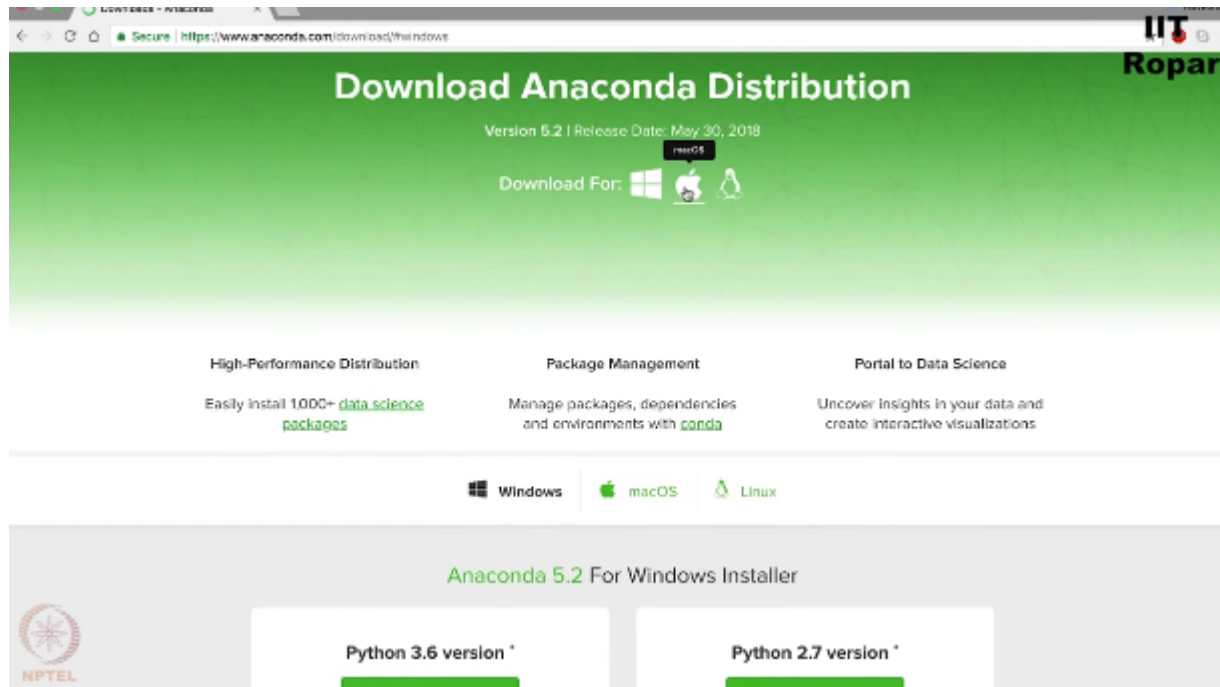 Downloads - Anaconda
Secure | https://www.anaconda.com/download/#windows
IIT
Ropar
Download Anaconda Distribution
Version 5.2 | Release Date: May 30, 2018
macOS
Download For:
High-Performance Distribution
Package Management
Portal to Data Science
Easily install 1,000+ data science
packages
Manage packages, dependencies
and environments with conda
Uncover insights in your data and
create interactive visualizations
Windows
macOS
Linux
Anaconda 5.2 For Windows Installer
Python 3.6 version *
Python 2.7 version *
NPTEL